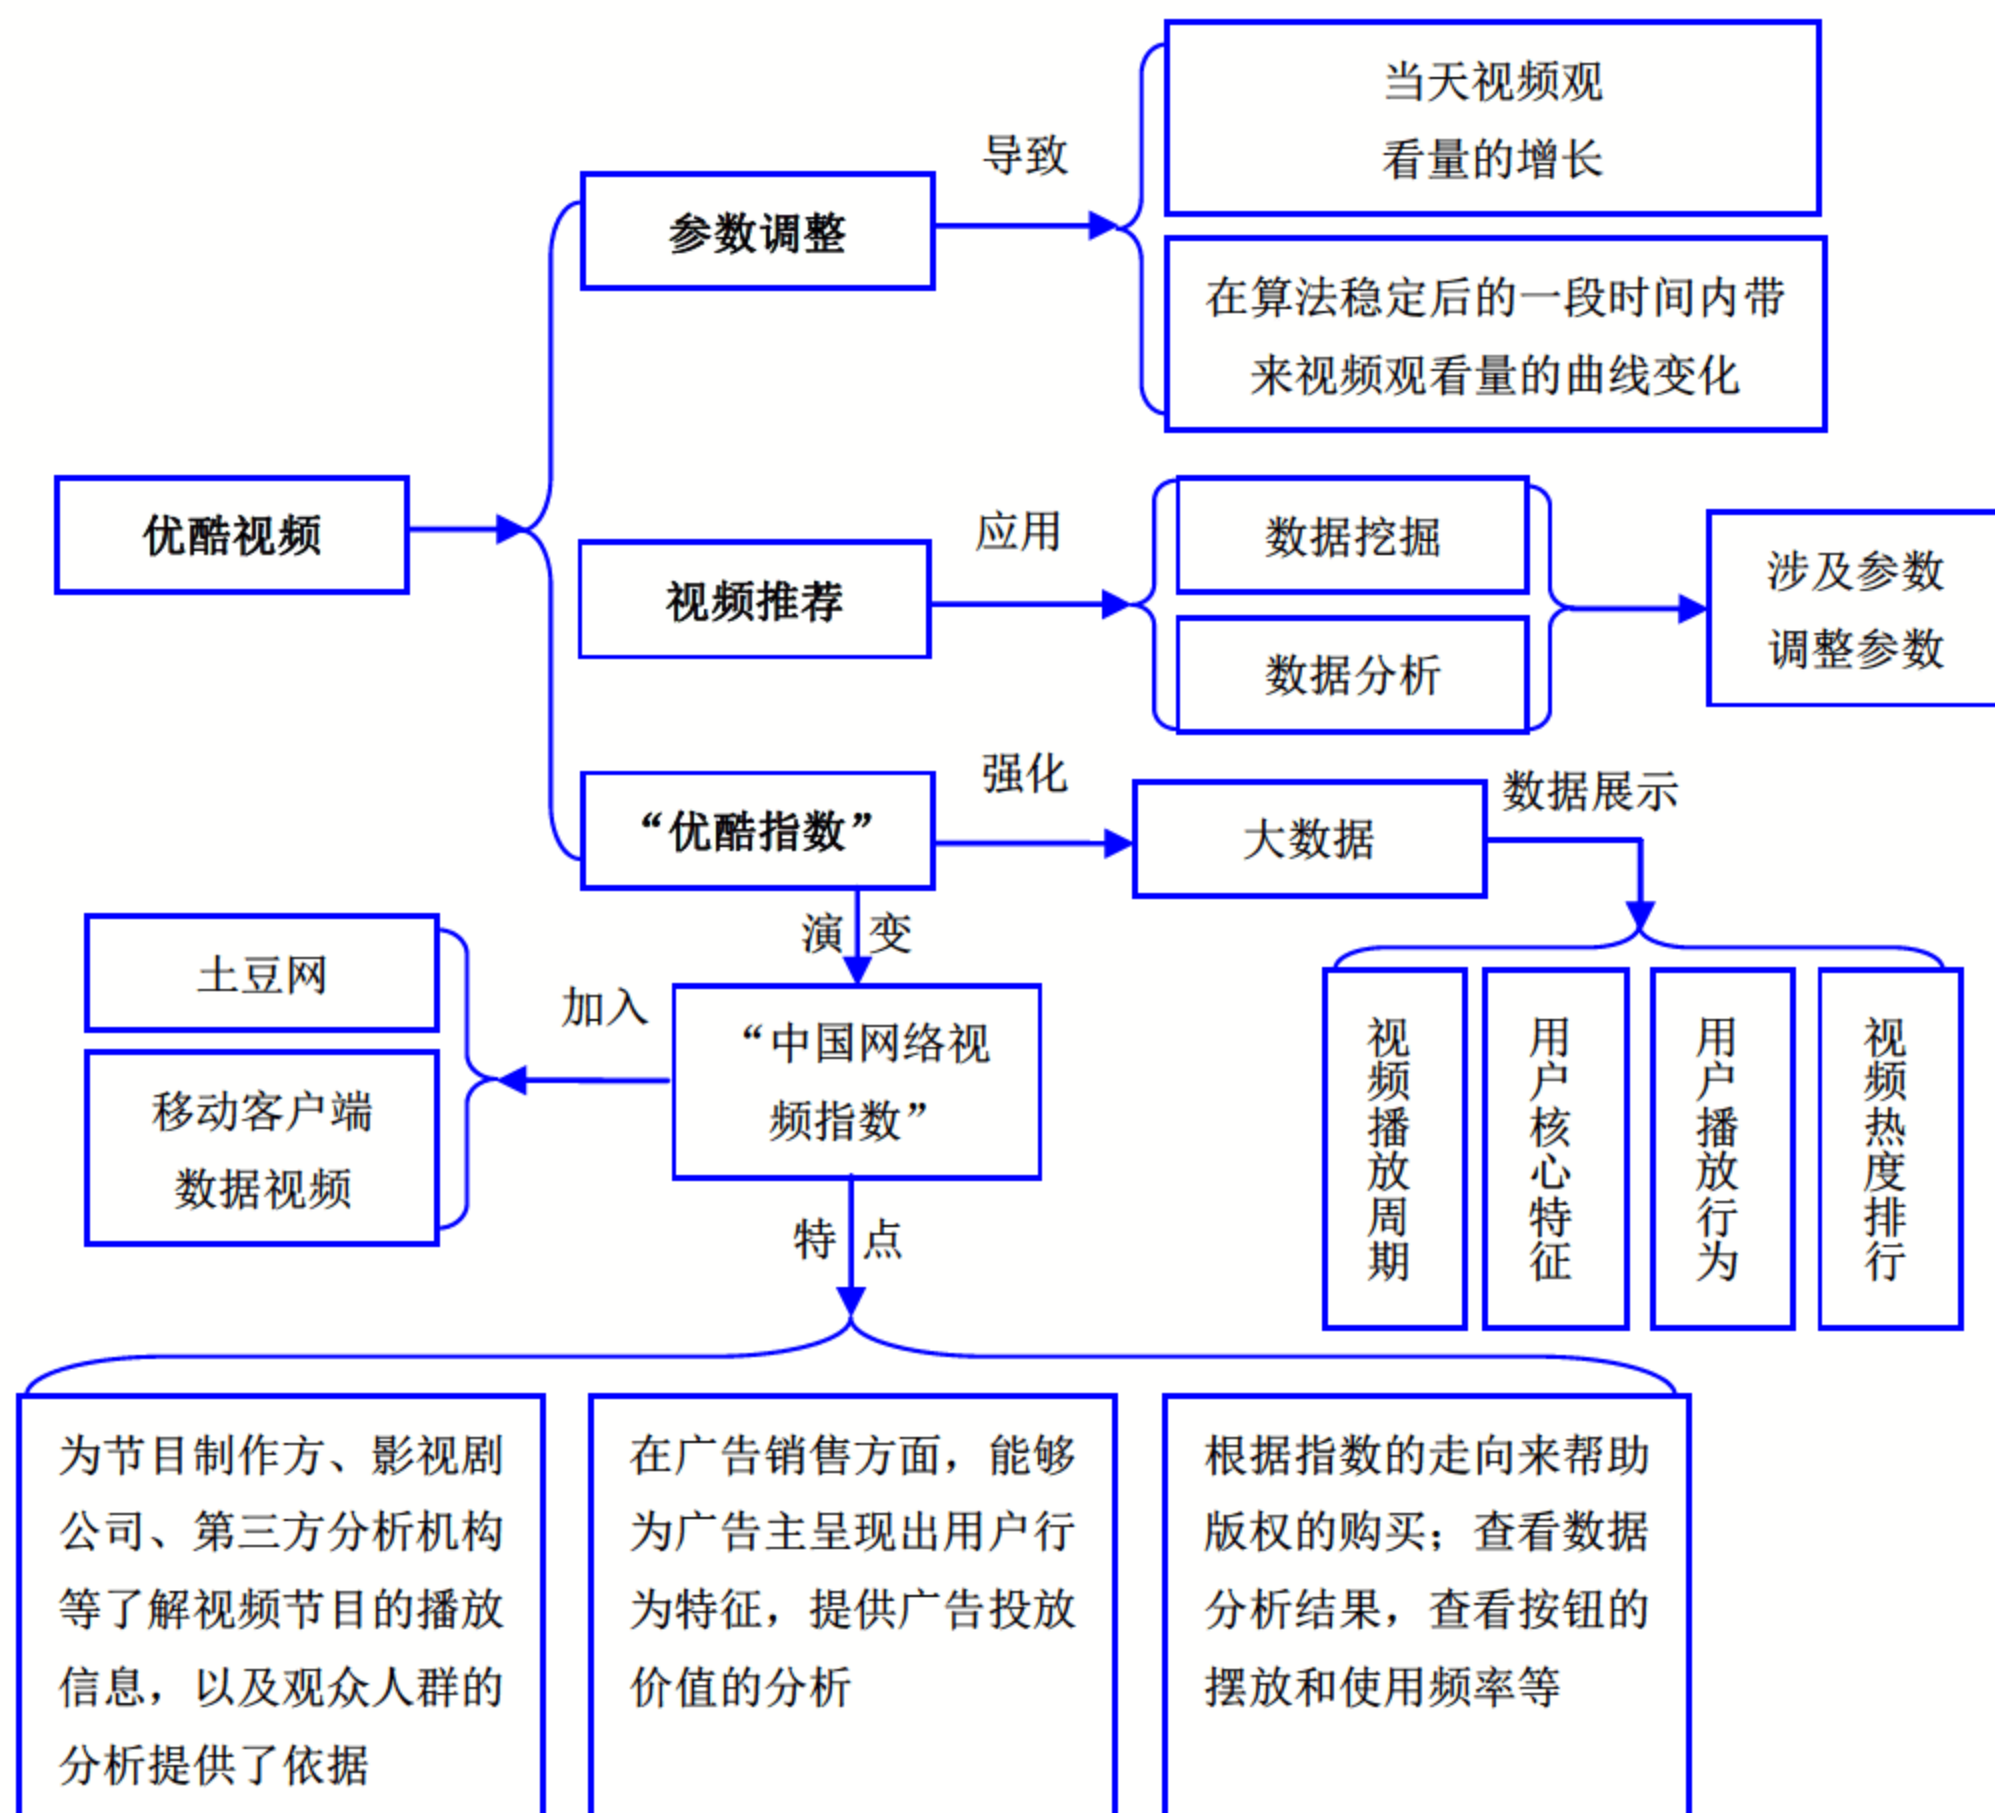 当天视频观
看量的增长
导致
参数调整
在算法稳定后的一段时间内带
来视频观看量的曲线变化
优酷视频
应用
视频推荐
数据挖掘
数据分析
涉及参数
调整参数
强化
“优酷指数”
大数据
数据展示
演变
土豆网
加入
移动客户端
数据视频
“中国网络视
频指数”
视频播放周期
用户核心特征
用户播放行为
视频热度排行
特点
为节目制作方、影视剧
公司、第三方分析机构
等了解视频节目的播放
信息，以及观众人群的
分析提供了依据
在广告销售方面，能够
为广告主呈现出用户行
为特征，提供广告投放
价值的分析
根据指数的走向来帮助
版权的购买；查看数据
分析结果，查看按钮的
摆放和使用频率等